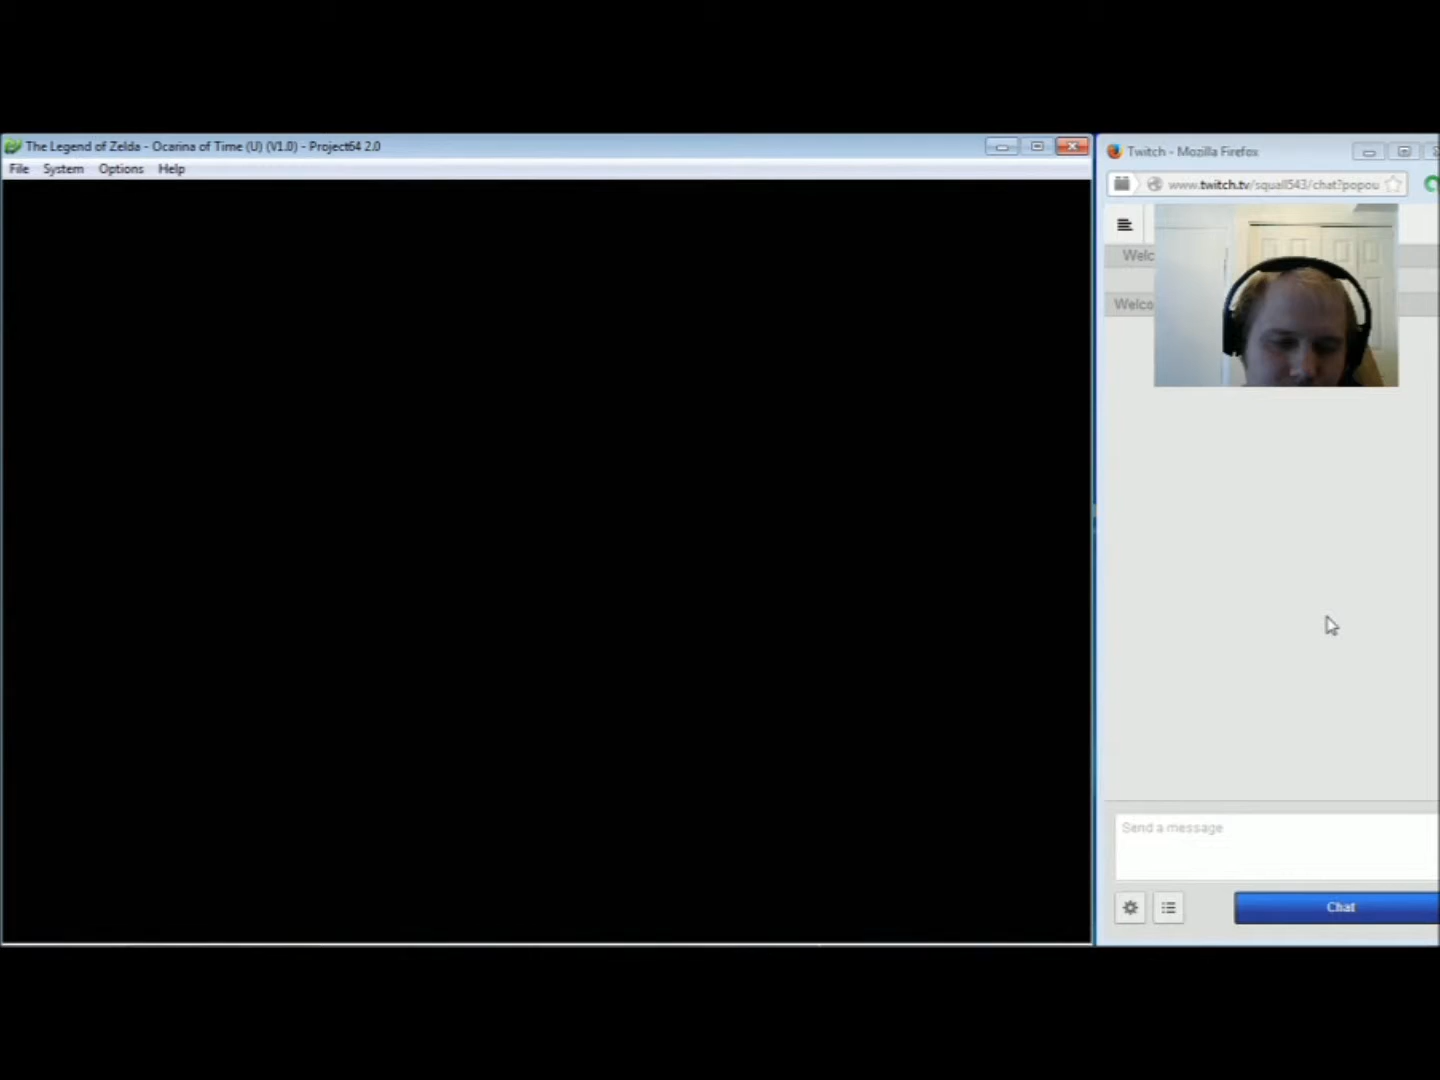 The Legend of Zelda - Ocarina of Time (U) (V1.0) - Project64 2.0
File System Options Help
Twitch - Mozilla Firefox
www.twitch.tv/squall543/chat?popou
Welc
Welco
Send a message
Chat